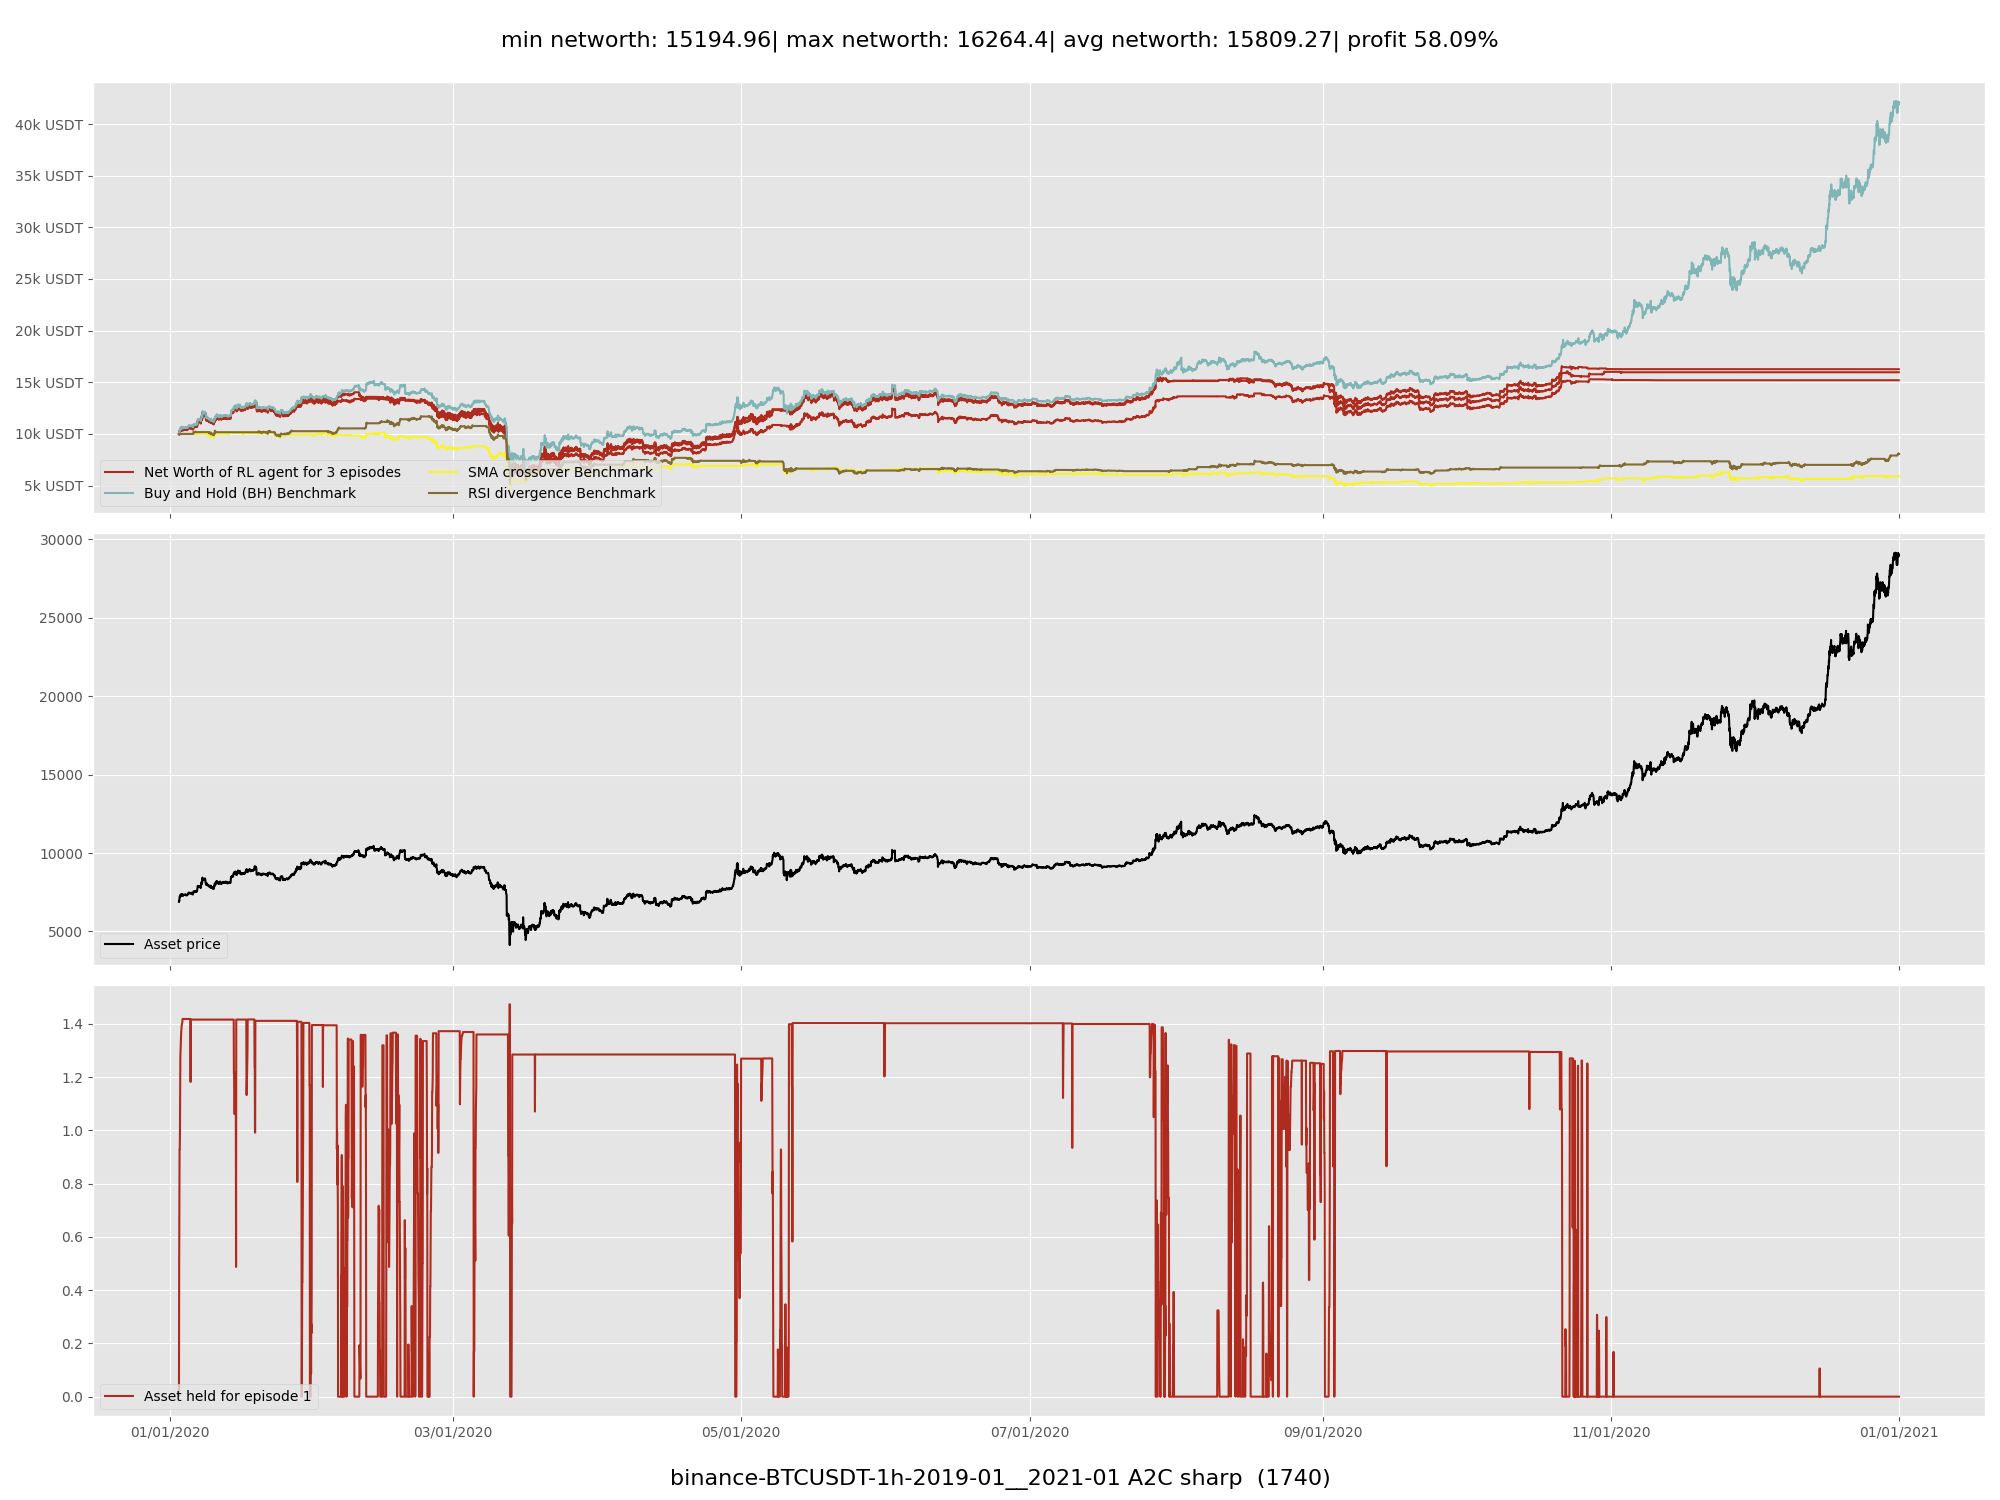 min networth: 15194.96| max networth: 16264.4| avg networth: 15809.27| profit 58.09%
40k USDT
35k USDT
30k USDT
25k USDT
20k USDT
15k USDT
10k USDT
5k USDT
Net Worth of RL agent for 3 episodes
Buy and Hold (BH) Benchmark
SMA crossover Benchmark
RSI divergence Benchmark
30000
25000
20000
15000
10000
5000
Asset price
1.4
1.2
1.0
0.8
0.6
0.4
0.2
0.0
Asset held for episode 1
01/01/2020 03/01/2020 05/01/2020 07/01/2020 09/01/2020 11/01/2020 01/01/2021
binance-BTCUSDT-1h-2019-01__2021-01 A2C sharp (1740)